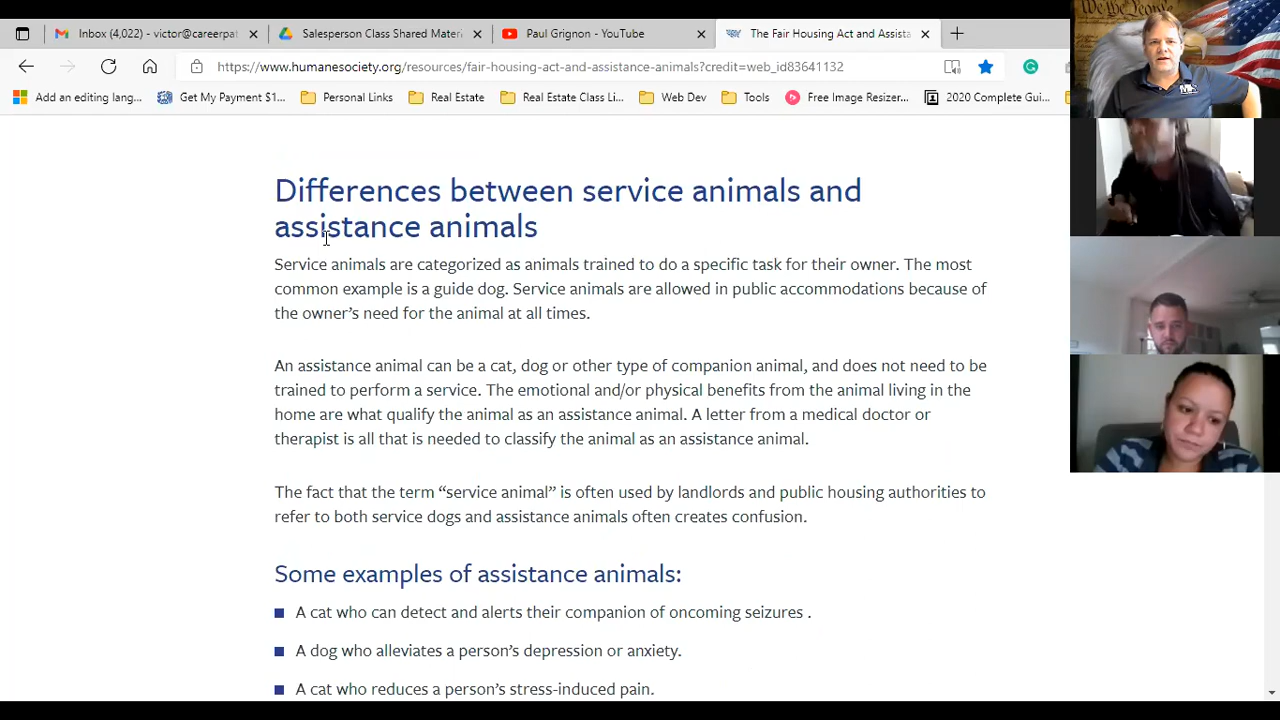 We the People
Inbox (4,022) – victor@careerpat
Salesperson Class Shared Mater
Paul Grignon - YouTube
The Fair Housing Act and Assista
https://www.humanesociety.org/resources/fair-housing-act-and-assistance-animals?credit=web_id83641132
Add an editing lang...
Get My Payment $1...
Personal Links
Real Estate
Real Estate Class Li...
Web Dev
Tools
Free Image Resizer...
2020 Complete Gui...
Differences between service animals and
assistance animals
Service animals are categorized as animals trained to do a specific task for their owner. The most
common example is a guide dog. Service animals are allowed in public accommodations because of
the owner’s need for the animal at all times.
An assistance animal can be a cat, dog or other type of companion animal, and does not need to be
trained to perform a service. The emotional and/or physical benefits from the animal living in the
home are what qualify the animal as an assistance animal. A letter from a medical doctor or
therapist is all that is needed to classify the animal as an assistance animal.
The fact that the term “service animal” is often used by landlords and public housing authorities to
refer to both service dogs and assistance animals often creates confusion.
Some examples of assistance animals:
A cat who can detect and alerts their companion of oncoming seizures .
A dog who alleviates a person’s depression or anxiety.
A cat who reduces a person’s stress-induced pain.